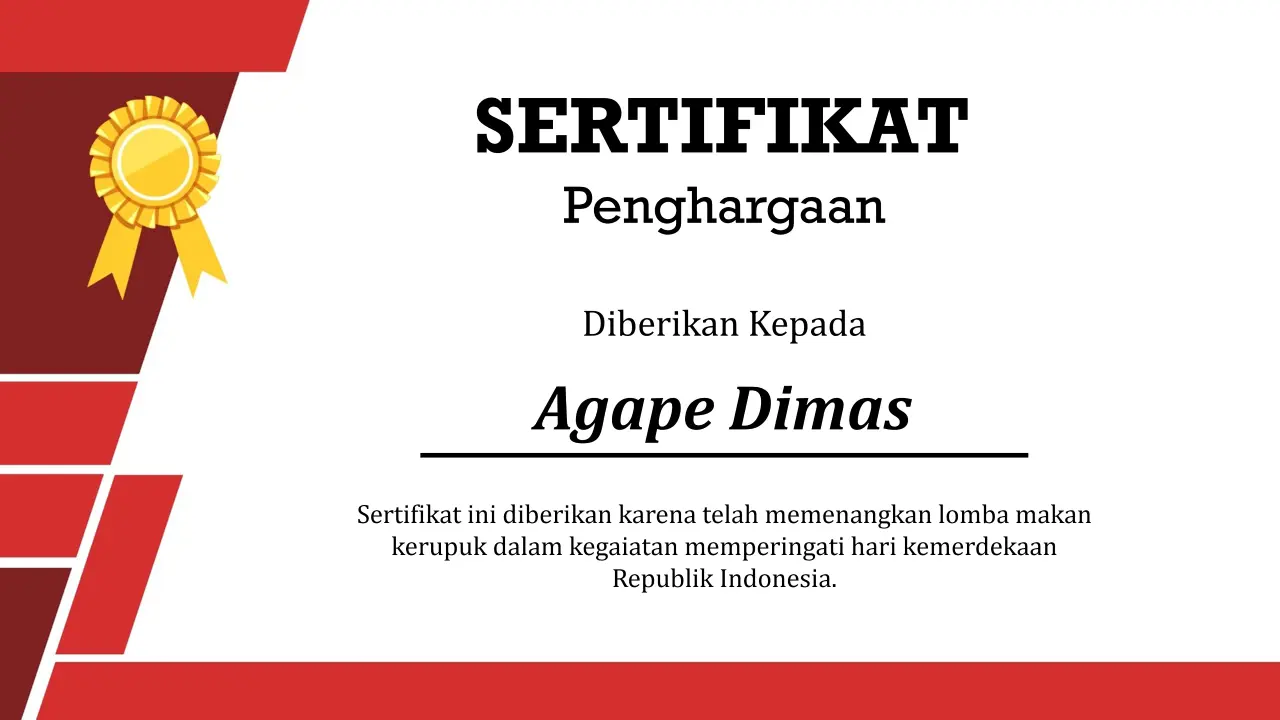 SERTIFIKAT
Penghargaan
Diberikan Kepada
Agape Dimas
Sertifikat ini diberikan karena telah memenangkan lomba makan
kerupuk dalam kegaiatan memperingati hari kemerdekaan
Republik Indonesia.